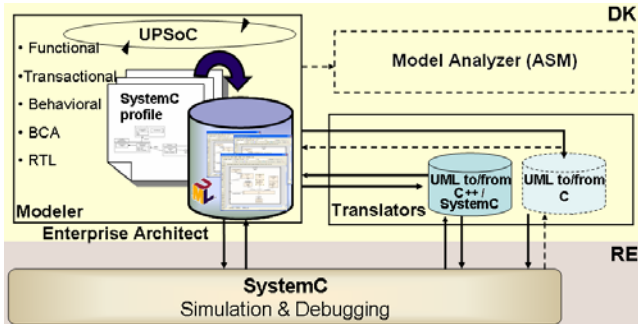 DK
UPSoC
• Functional
•Transactional
• Behavioral
• BCA
• RTL
SystemC
profile
UML
Modeler
Enterprise Architect
Model Analyzer (ASM)
UML to/from
C++ /
SystemC
UML to/from
C
Translators
RE
SystemC
Simulation & Debugging